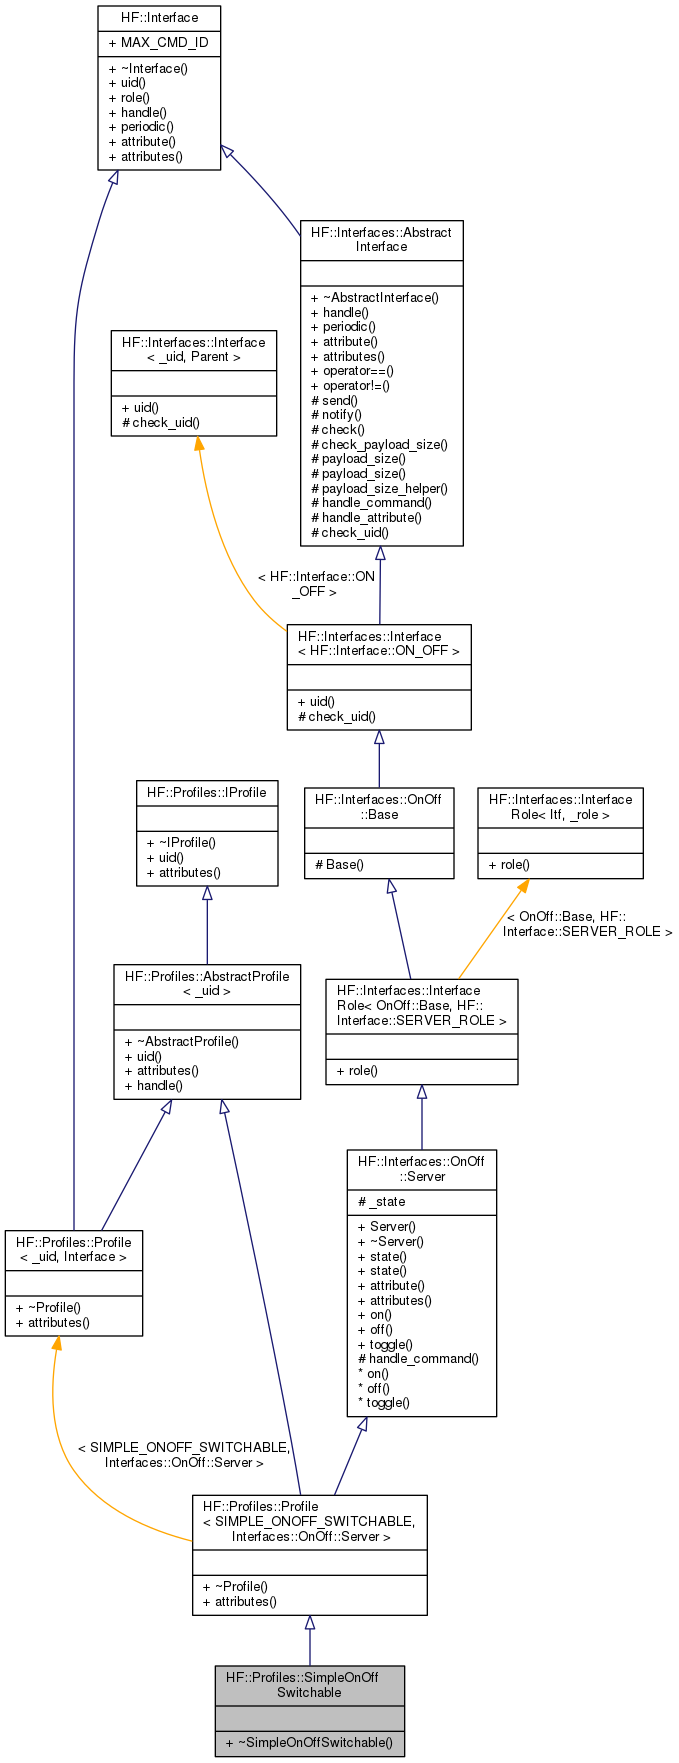 HF::Interface
+ MAX_CMD_ID
+ ~Interface()
+ uid()
+ role()
+ handle()
+ periodic()
+ attribute()
+ attributes()
HF::Interfaces::Abstract
Interface
+ ~AbstractInterface()
+ handle()
+ periodic()
+ attribute()
+ attributes()
+ operator==()
+ operator!=()
# send()
# notify()
# check()
# check_payload_size()
# payload_size()
# payload_size()
# payload_size_helper()
# handle_command()
# handle_attribute()
# check_uid()
HF::Interfaces::Interface
< _uid, Parent >
+ uid()
# check_uid()
< HF::Interface::ON
_OFF >
HF::Interfaces::Interface
< HF::Interface::ON_OFF >
+ uid()
# check_uid()
HF::Profiles::IProfile
+ ~IProfile()
+ uid()
+ attributes()
HF::Interfaces::OnOff
::Base
# Base()
HF::Interfaces::Interface
Role< Itf, _role >
+ role()
< OnOff::Base, HF::
Interface::SERVER_ROLE >
HF::Profiles::AbstractProfile
< _uid >
+ ~AbstractProfile()
+ uid()
+ attributes()
+ handle()
HF::Interfaces::Interface
Role< OnOff::Base, HF::
Interface::SERVER_ROLE >
+ role()
HF::Interfaces::OnOff
::Server
# _state
+ Server()
+ ~Server()
+ state()
+ state()
+ attribute()
+ attributes()
+ on()
+ off()
+ toggle()
# handle_command()
* on()
* off()
* toggle()
HF::Profiles::Profile
< _uid, Interface >
+ ~Profile()
+ attributes()
< SIMPLE_ONOFF_SWITCHABLE,
Interfaces::OnOff::Server >
HF::Profiles::Profile
< SIMPLE_ONOFF_SWITCHABLE,
Interfaces::OnOff::Server >
+ ~Profile()
+ attributes()
HF::Profiles::SimpleOnOff
Switchable
+ ~SimpleOnOffSwitchable()